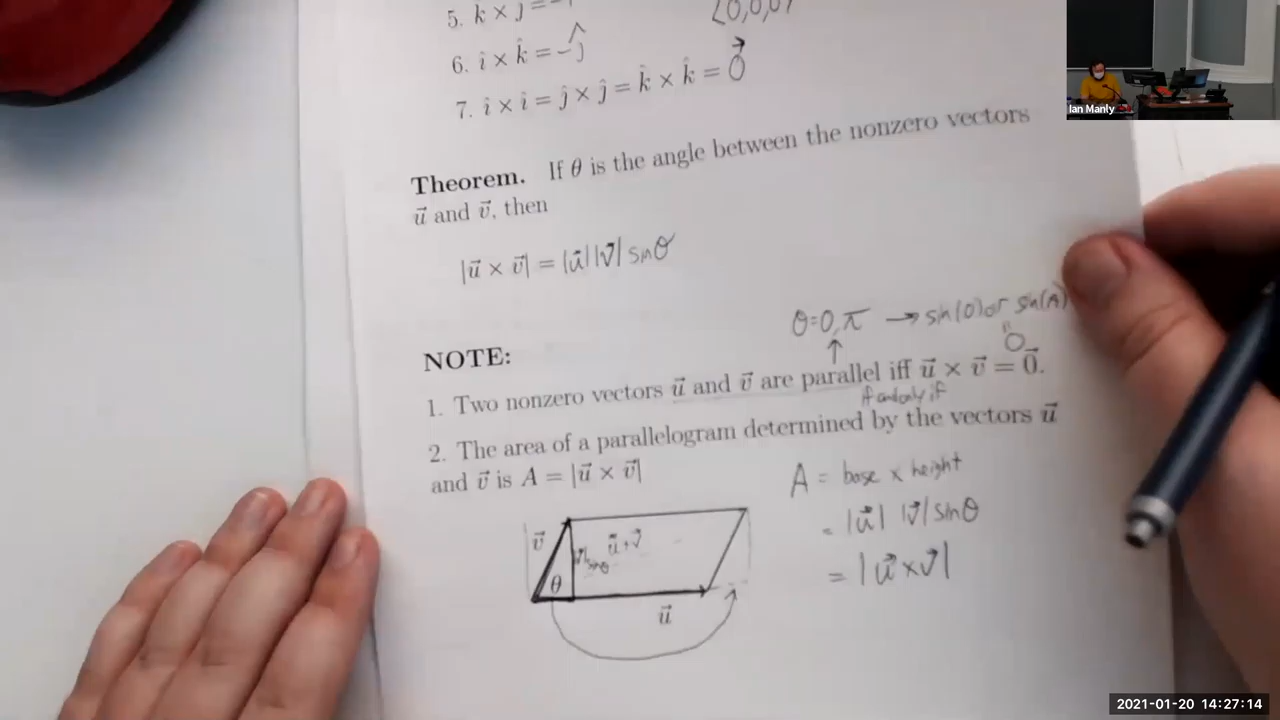 5. k̂ × ĵ = -î
⟨0,0,0⟩
6. î × k̂ = -ĵ
7. î × î = ĵ × ĵ = k̂ × k̂ = 0⃗
Ian Manly
Theorem. If θ is the angle between the nonzero vectors
u⃗ and v⃗, then
|u⃗ × v⃗| = |u⃗||v⃗| sinθ
θ=0,π → sin(0) or sin(π)
0
NOTE:
1. Two nonzero vectors u⃗ and v⃗ are parallel iff u⃗ × v⃗ = 0⃗.
if and only if
2. The area of a parallelogram determined by the vectors u⃗
and v⃗ is A = |u⃗ × v⃗|
A = base x height
= |u⃗| |v⃗| sinθ
= |u⃗ × v⃗|
v⃗
|v⃗| sinθ
u⃗+v⃗
θ
u⃗
2021-01-20 14:27:14